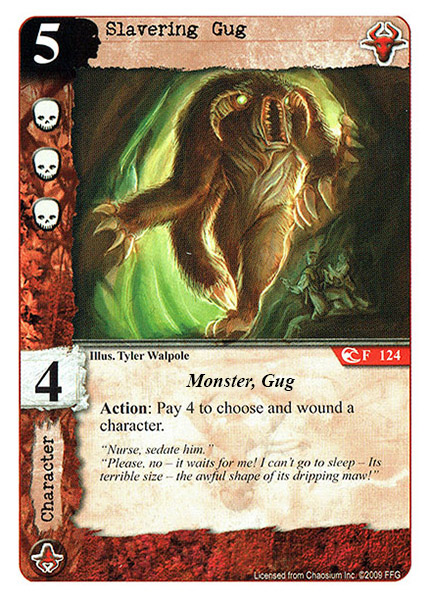 5
Slavering Gug
Illus. Tyler Walpole
F 124
4
Monster, Gug
Action: Pay 4 to choose and wound a
character.
“Nurse, sedate him.”
“Please, no – it waits for me! I can't go to sleep – Its
terrible size – the awful shape of its dripping maw!”
Character
Licensed from Chaosium Inc. ©2009 FFG